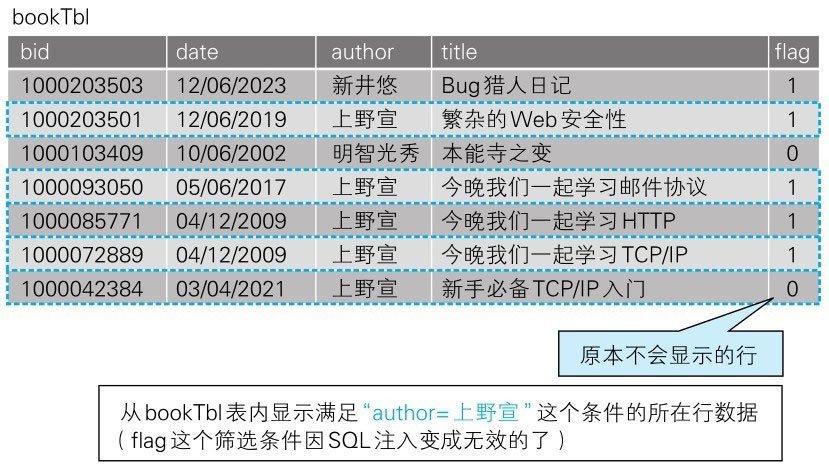 bookTbl
bid date author title flag
1000203503 12/06/2023 新井悠 Bug猎人日记 1
1000203501 12/06/2019 上野宣 繁杂的Web安全性 1
1000103409 10/06/2002 明智光秀 本能寺之变 0
1000093050 05/06/2017 上野宣 今晚我们一起学习邮件协议 1
1000085771 04/12/2009 上野宣 今晚我们一起学习HTTP 1
1000072889 04/12/2009 上野宣 今晚我们一起学习TCP/IP 1
1000042384 03/04/2021 上野宣 新手必备TCP/IP入门 0
原本不会显示的行
从bookTbl表内显示满足“author=上野宣”这个条件的所在行数据
（flag这个筛选条件因SQL注入变成无效的了）